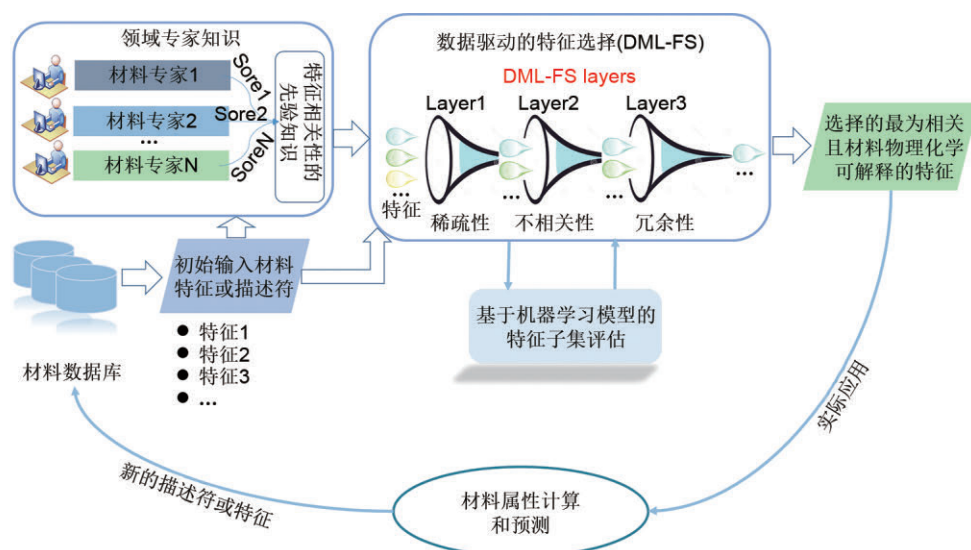 领域专家知识
材料专家1
材料专家2
...
材料专家N
Sore1
Sore2
SoreN
特征相关性的
先验知识
数据驱动的特征选择(DML-FS)
DML-FS layers
Layer1
Layer2
Layer3
...
特征
...
...
...
稀疏性
不相关性
冗余性
选择的最为相关
且材料物理化学
可解释的特征
初始输入材料
特征或描述符
特征1
特征2
特征3
...
材料数据库
基于机器学习模型的
特征子集评估
实际应用
材料属性计算
和预测
新的描述符或特征